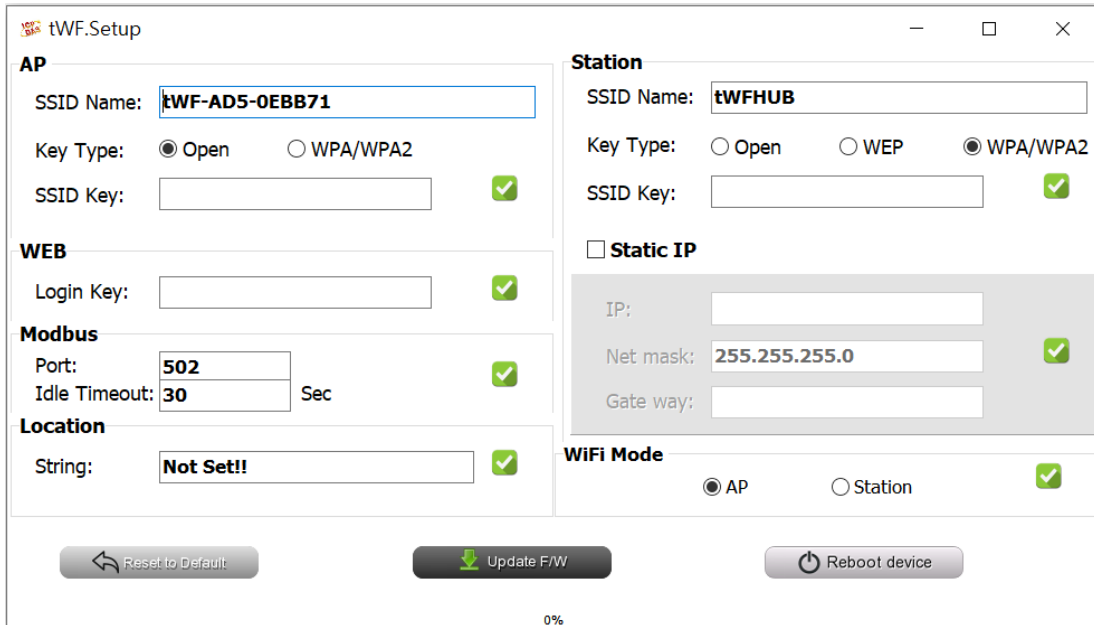 tWF.Setup
AP
SSID Name: tWF-AD5-0EBB71
Key Type: Open WPA/WPA2
SSID Key:
WEB
Login Key:
Modbus
Port: 502
Idle Timeout: 30 Sec
Location
String: Not Set!!
Station
SSID Name: tWFHUB
Key Type: Open WEP WPA/WPA2
SSID Key:
Static IP
IP:
Net mask: 255.255.255.0
Gate way:
WiFi Mode
AP Station
Reset to Default Update F/W Reboot device
0%